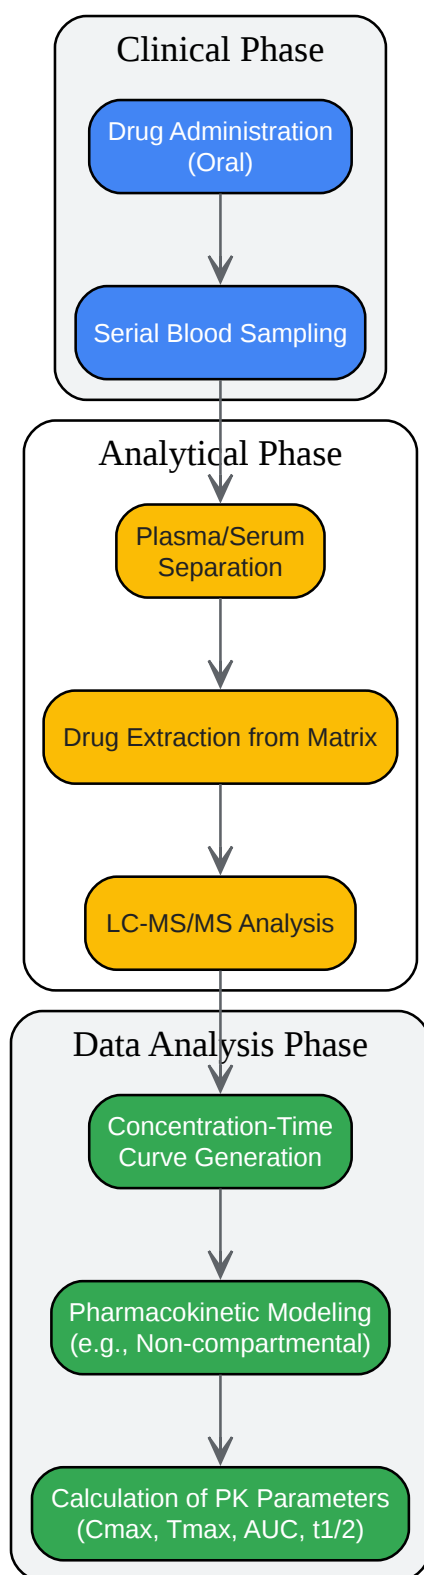 Clinical Phase
Drug Administration
(Oral)
Serial Blood Sampling
Analytical Phase
Plasma/Serum
Separation
Drug Extraction from Matrix
LC-MS/MS Analysis
Data Analysis Phase
Concentration-Time
Curve Generation
Pharmacokinetic Modeling
(e.g., Non-compartmental)
Calculation of PK Parameters
(Cmax, Tmax, AUC, t1/2)